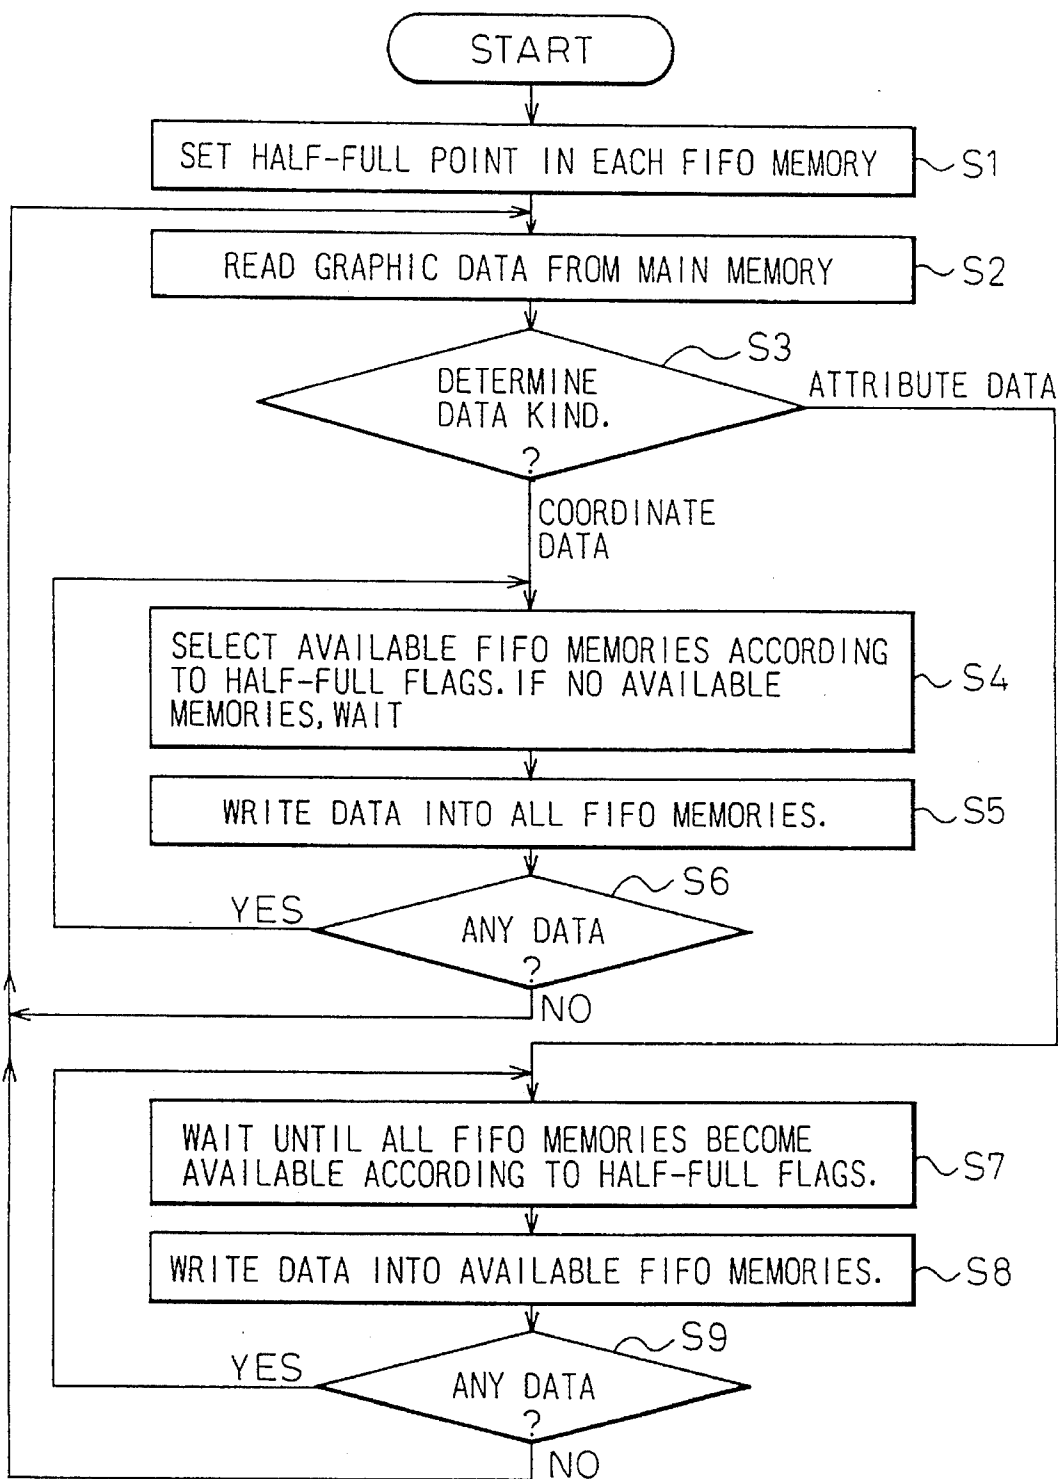 START
SET HALF-FULL POINT IN EACH FIFO MEMORY
S1
READ GRAPHIC DATA FROM MAIN MEMORY
S2
S3
DETERMINE
DATA KIND.
?
ATTRIBUTE DATA
COORDINATE
DATA
SELECT AVAILABLE FIFO MEMORIES ACCORDING
TO HALF-FULL FLAGS. IF NO AVAILABLE
MEMORIES, WAIT
S4
WRITE DATA INTO ALL FIFO MEMORIES.
S5
S6
YES
ANY DATA
?
NO
WAIT UNTIL ALL FIFO MEMORIES BECOME
AVAILABLE ACCORDING TO HALF-FULL FLAGS.
S7
WRITE DATA INTO AVAILABLE FIFO MEMORIES.
S8
S9
YES
ANY DATA
?
NO